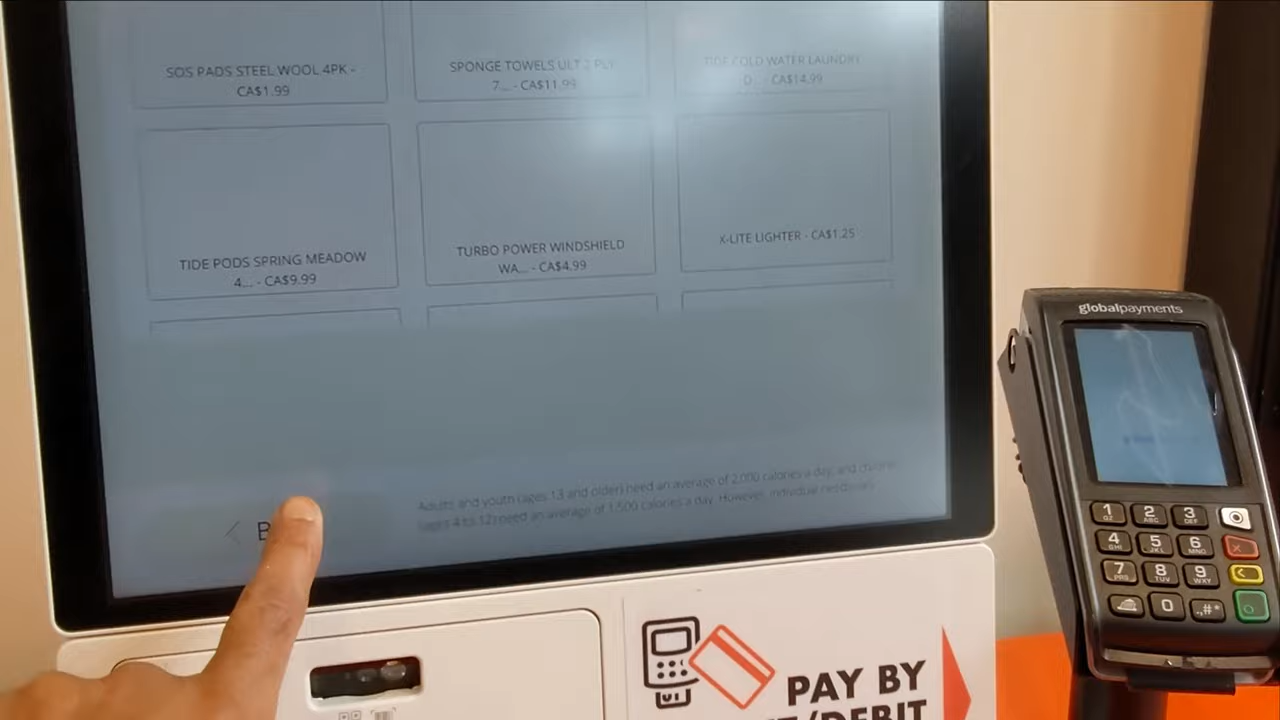 SOS PADS STEEL WOOL 4PK -
CA$1.99
SPONGE TOWELS ULT 2 PLY
7... - CA$11.99
TIDE COLD WATER LAUNDRY
D... - CA$14.99
TIDE PODS SPRING MEADOW
4... - CA$9.99
TURBO POWER WINDSHIELD
WA... - CA$4.99
X-LITE LIGHTER - CA$1.25
Adults and youth (ages 13 and older) need an average of 2,000 calories a day, and
(ages 4 to 12) need an average of 1,500 calories a day. However, individual needs
PAY BY
/DEBIT
globalpayments
1 QZ 2 ABC 3 DEF
4 GHI 5 JKL 6 MNO
7 PRS 8 TUV 9 WXY
0 .,#*